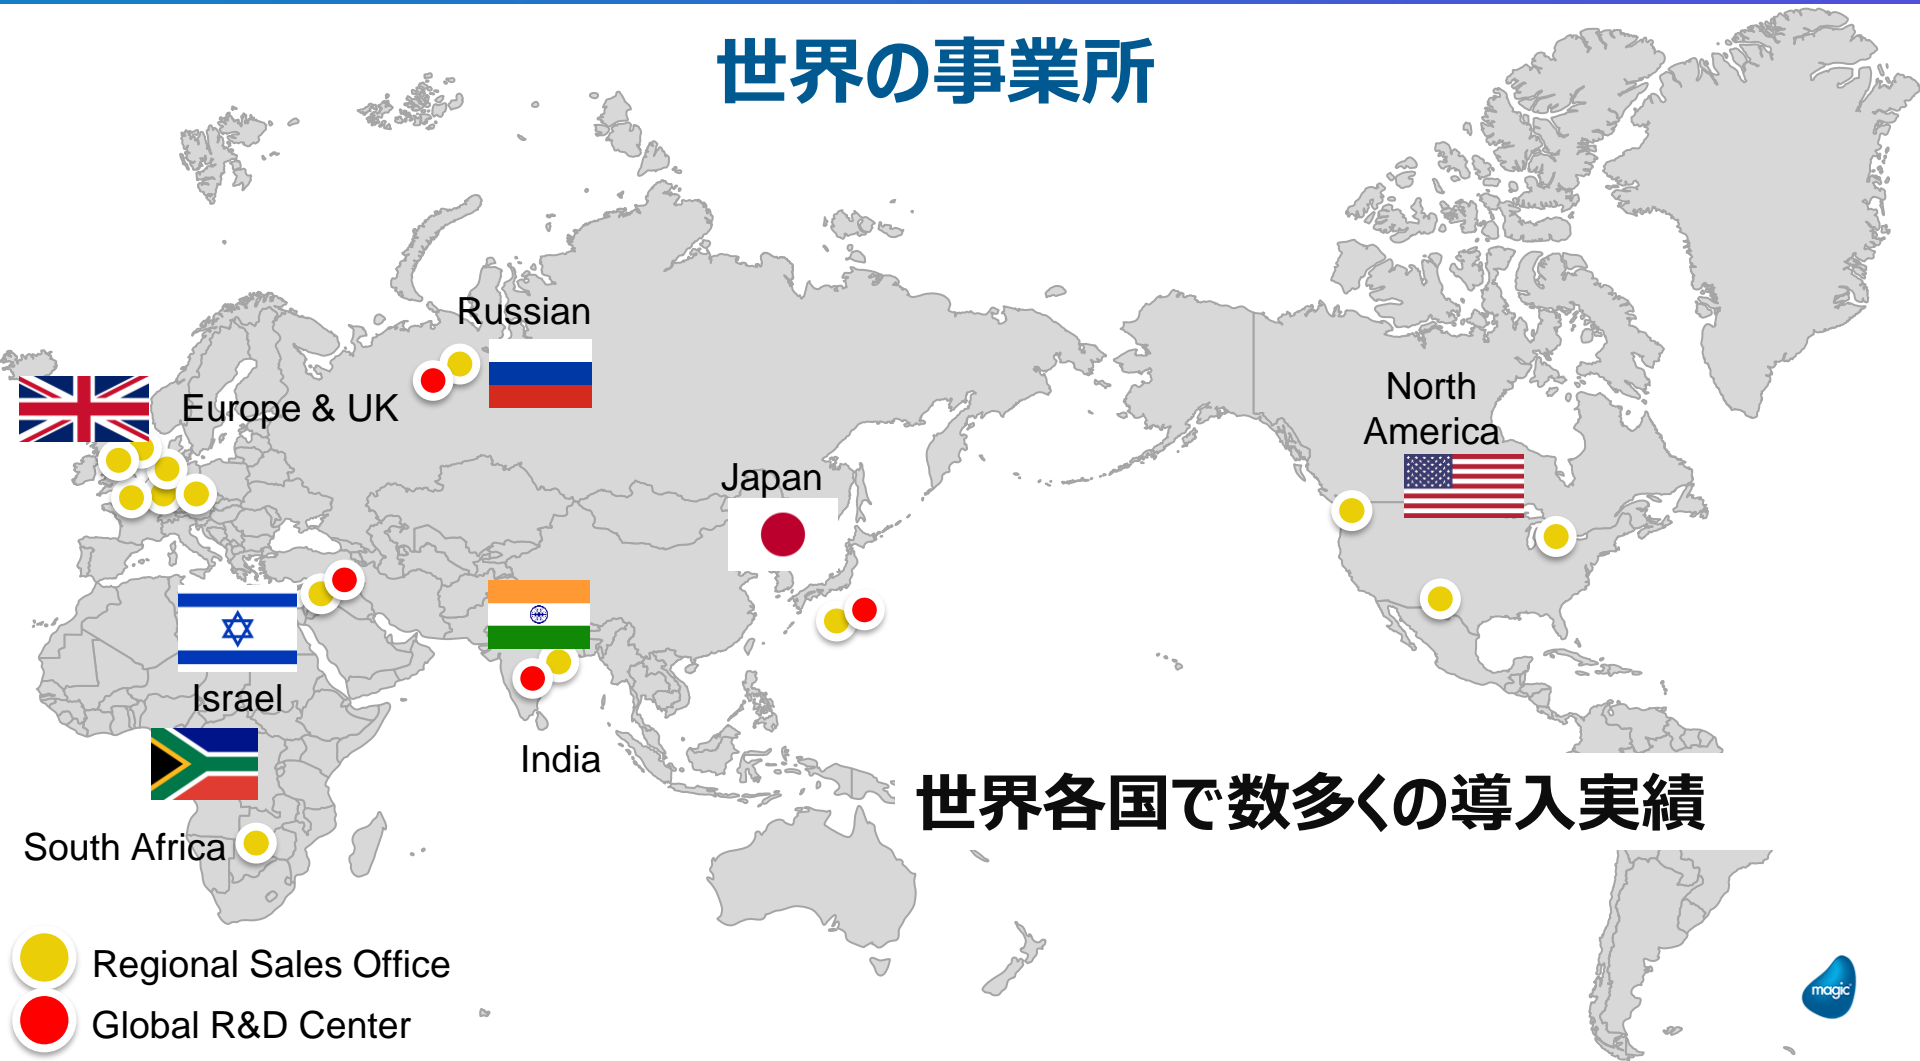 世界の事業所
Russian
Europe & UK
North
America
Japan
Israel
India
世界各国で数多くの導入実績
South Africa
Regional Sales Office
Global R&D Center
magic